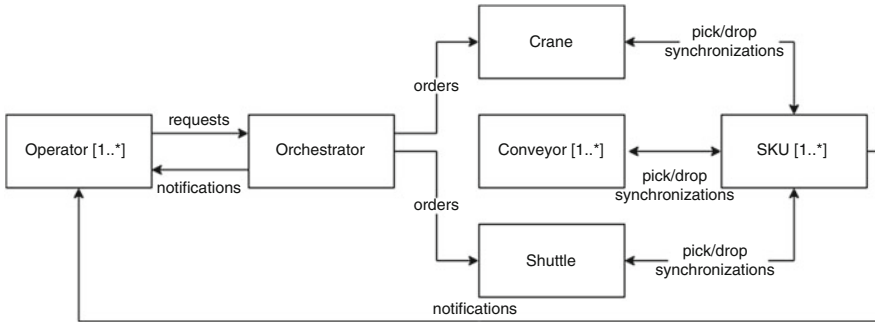 Crane
pick/drop
synchronizations
orders
requests
Operator [1..*]
Orchestrator
Conveyor [1..*]
SKU [1..*]
notifications
pick/drop
synchronizations
orders
Shuttle
pick/drop
synchronizations
notifications